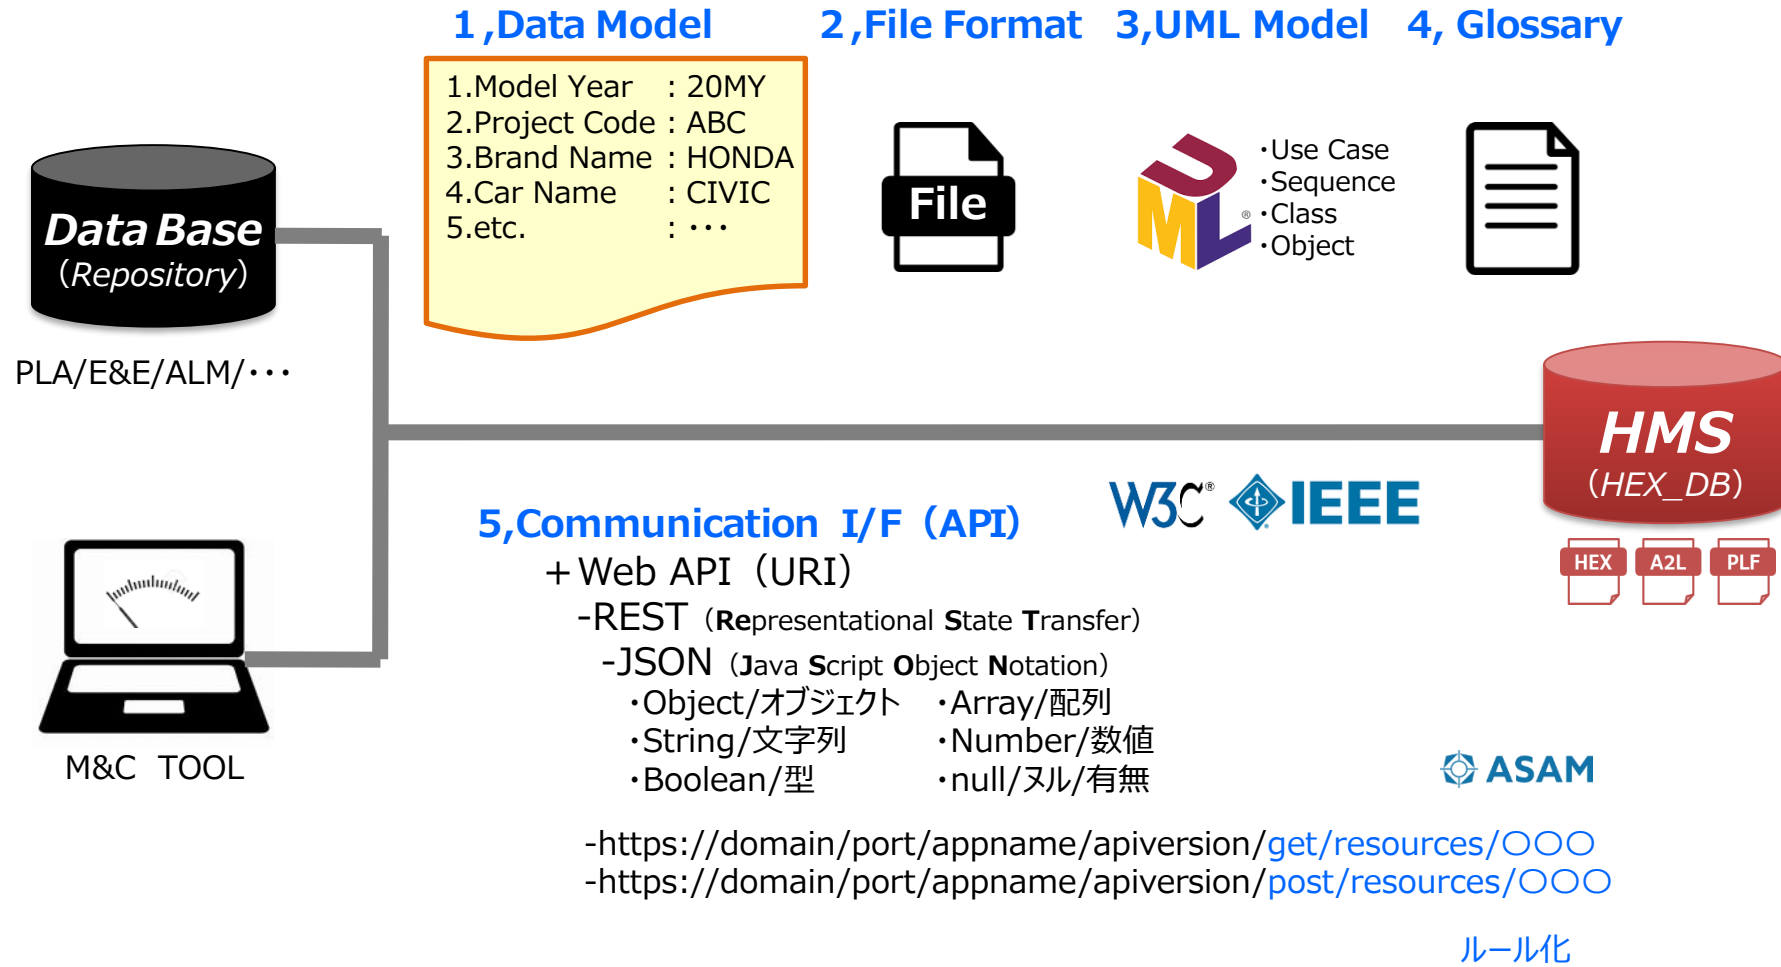 1,Data Model
2,File Format
3,UML Model
4, Glossary
1.Model Year : 20MY
2.Project Code : ABC
3.Brand Name : HONDA
4.Car Name : CIVIC
5.etc. : ･･･
Data Base
（Repository）
PLA/E&E/ALM/･･･
File
UML ®
･Use Case
･Sequence
･Class
･Object
HMS
（HEX_DB）
HEX
A2L
PLF
W3C®
IEEE
5,Communication I/F（API）
＋Web API（URI）
-REST（Representational State Transfer）
-JSON（Java Script Object Notation）
･Object/オブジェクト ･Array/配列
･String/文字列 ･Number/数値
･Boolean/型 ･null/ヌル/有無
M&C TOOL
ASAM
-https://domain/port/appname/apiversion/get/resources/〇〇〇
-https://domain/port/appname/apiversion/post/resources/〇〇〇
ルール化